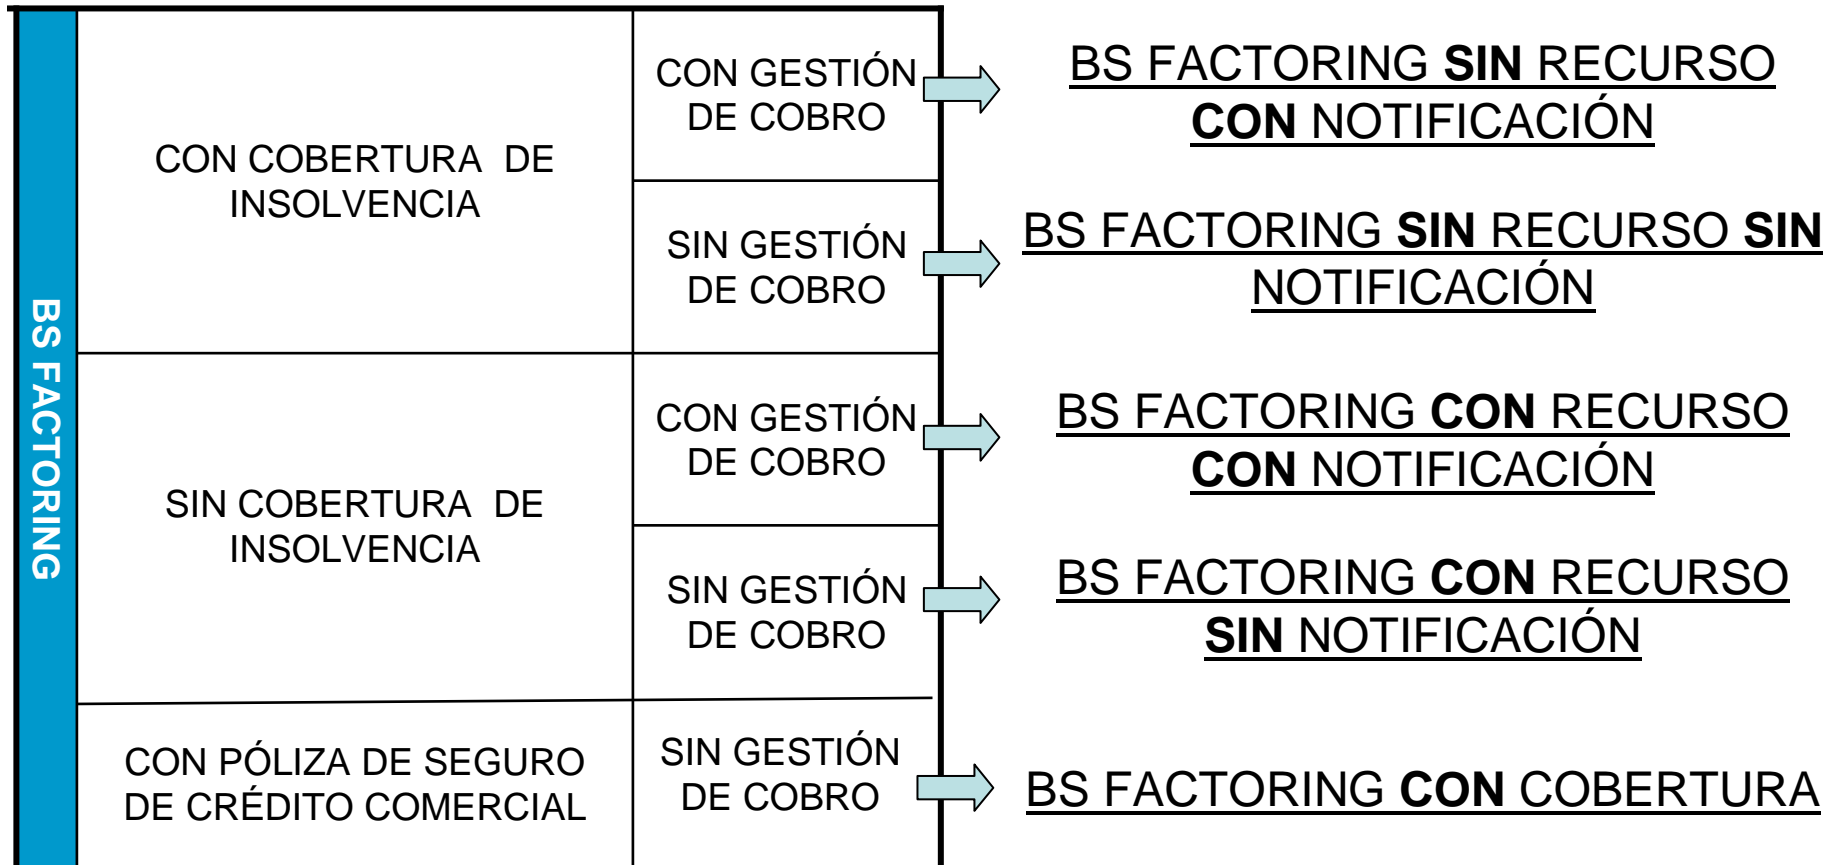 BS FACTORING
CON COBERTURA DE
INSOLVENCIA
CON GESTIÓN
DE COBRO
BS FACTORING SIN RECURSO
CON NOTIFICACIÓN
SIN GESTIÓN
DE COBRO
BS FACTORING SIN RECURSO SIN
NOTIFICACIÓN
SIN COBERTURA DE
INSOLVENCIA
CON GESTIÓN
DE COBRO
BS FACTORING CON RECURSO
CON NOTIFICACIÓN
SIN GESTIÓN
DE COBRO
BS FACTORING CON RECURSO
SIN NOTIFICACIÓN
CON PÓLIZA DE SEGURO
DE CRÉDITO COMERCIAL
SIN GESTIÓN
DE COBRO
BS FACTORING CON COBERTURA